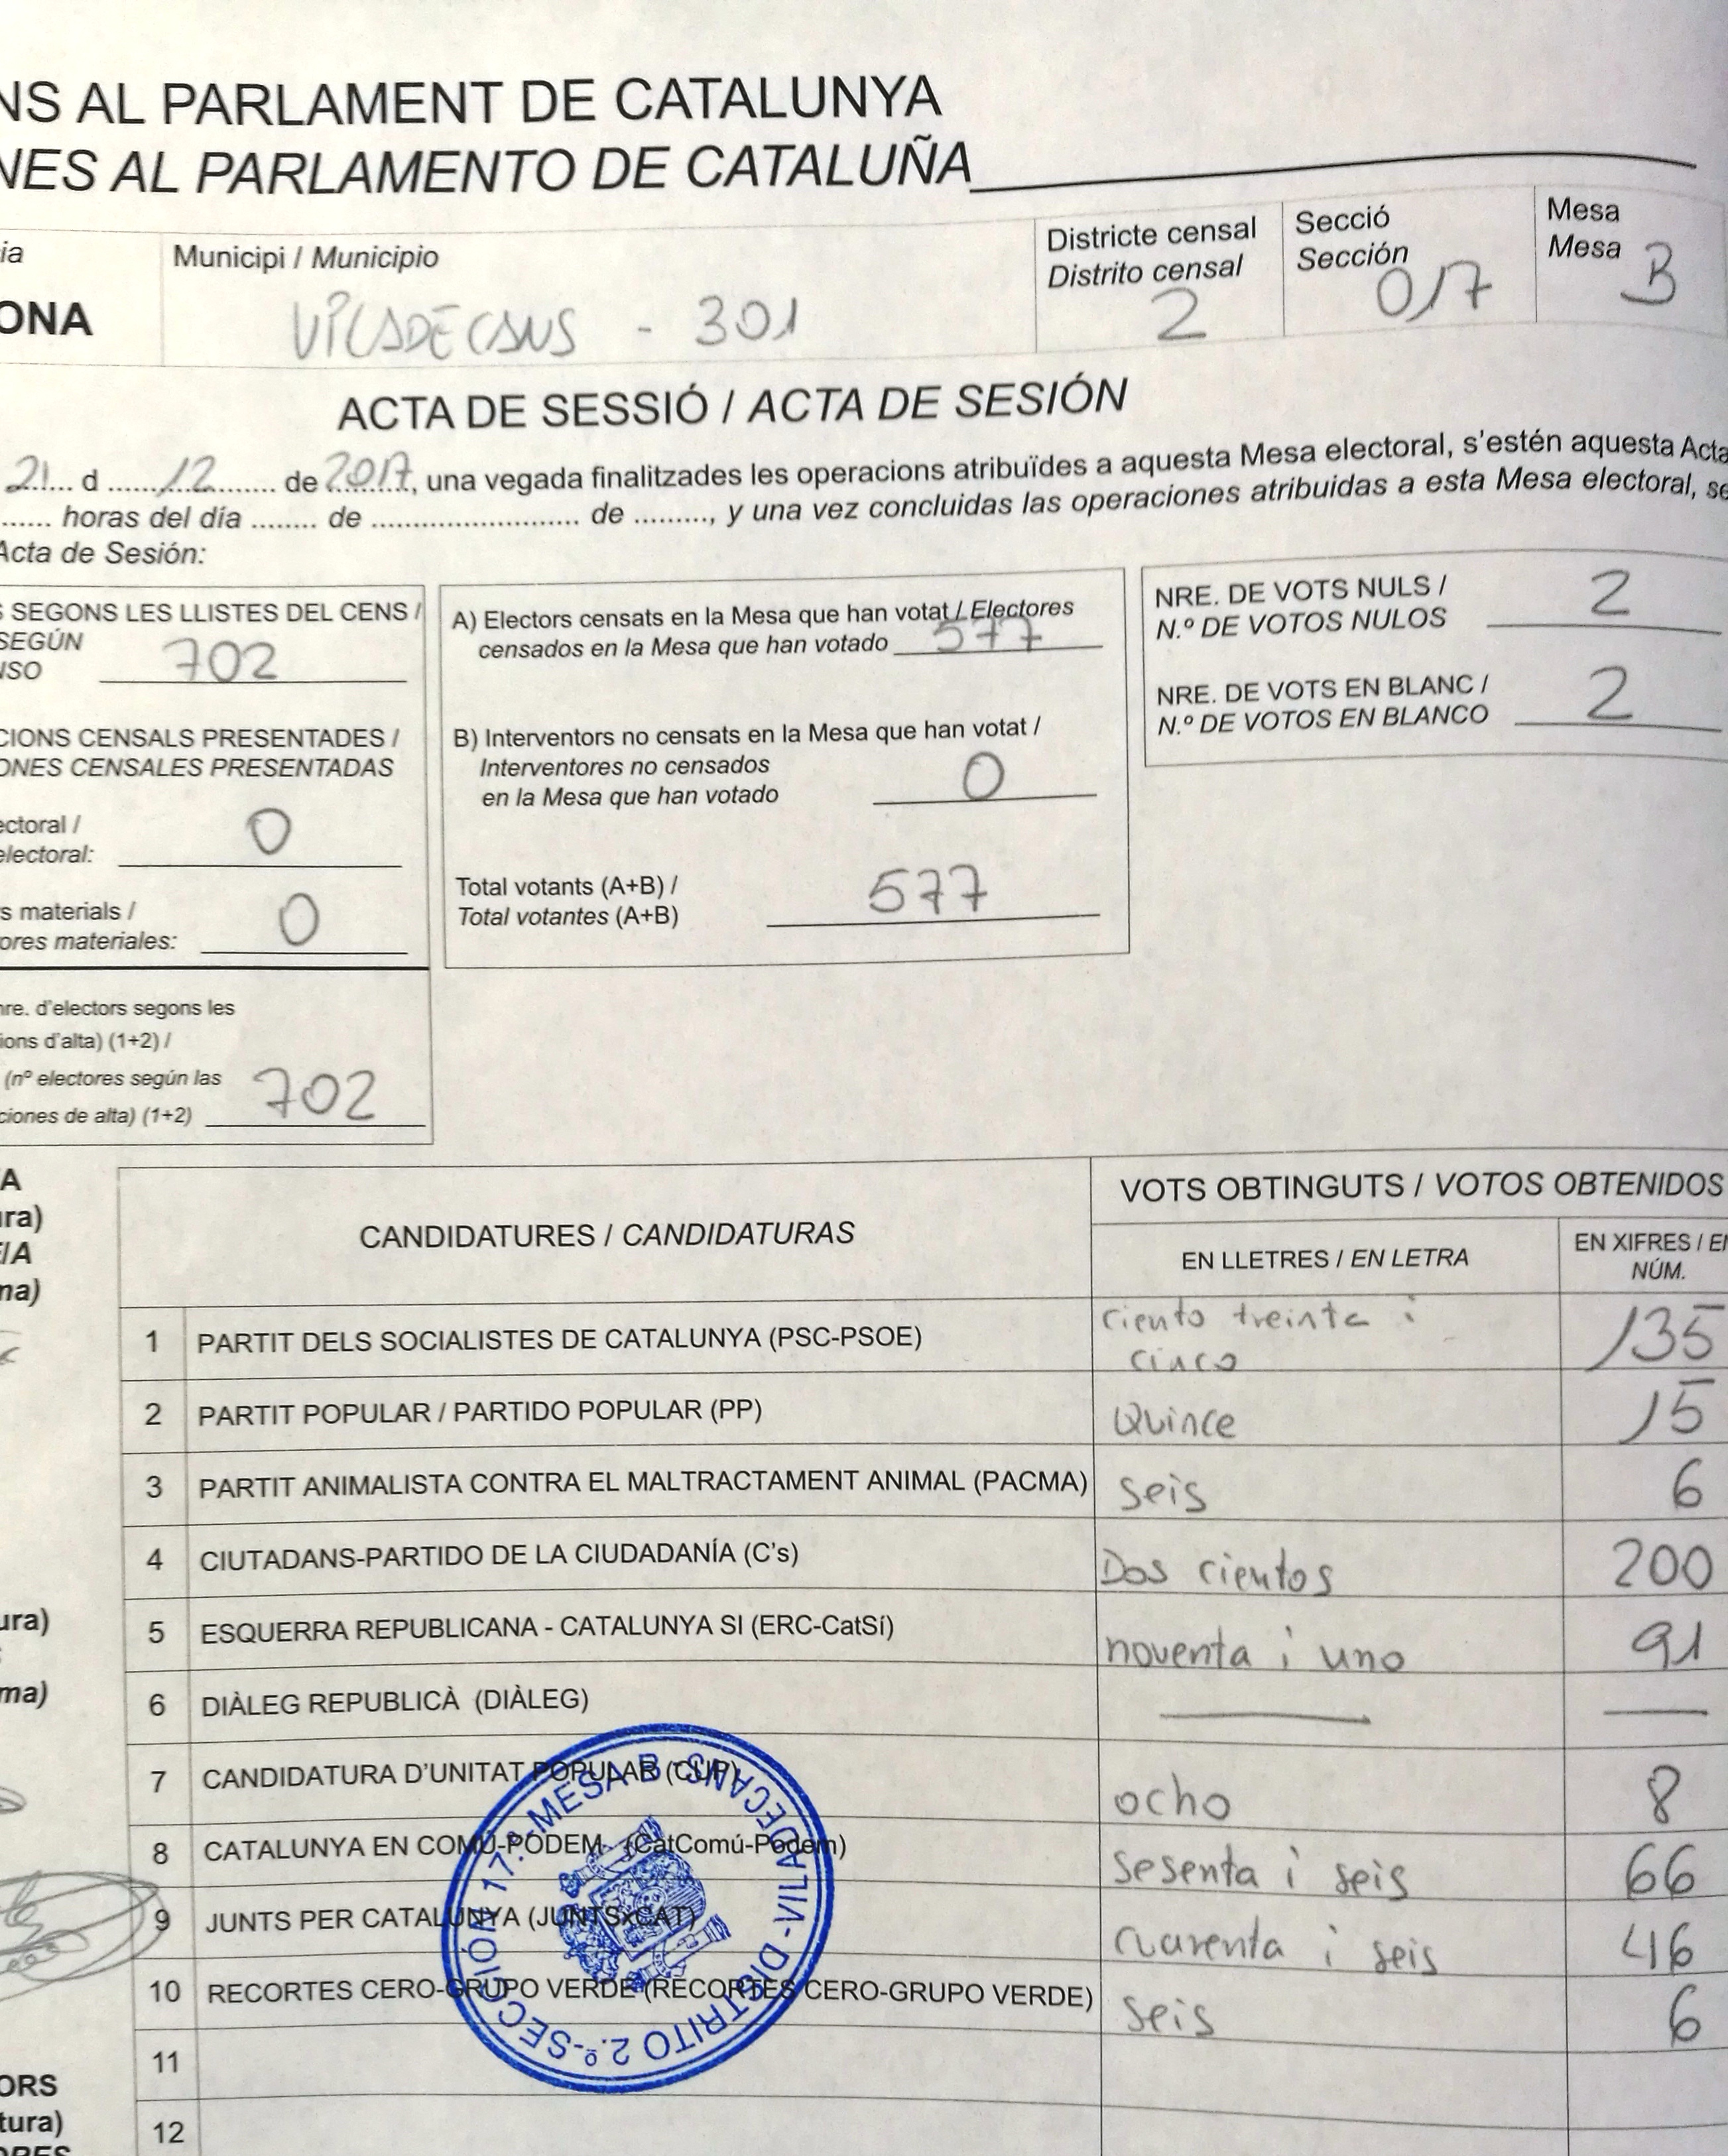 NS AL PARLAMENT DE CATALUNYA
NES AL PARLAMENTO DE CATALUÑA
ia
ONA
Municipi / Municipio
VILADECANS - 301
Districte censal
Distrito censal
2
Secció
Sección
017
Mesa
Mesa
B
ACTA DE SESSIÓ / ACTA DE SESIÓN
21 d 12 de 2017, una vegada finalitzades les operacions atribuïdes a aquesta Mesa electoral, s'estén aquesta Acta
horas del día ........ de ............................ de ........., y una vez concluidas las operaciones atribuidas a esta Mesa electoral, se
Acta de Sesión:
S SEGONS LES LLISTES DEL CENS /
SEGÚN
NSO 702
CIONS CENSALS PRESENTADES /
ONES CENSALES PRESENTADAS
ectoral /
electoral: 0
s materials /
ores materiales: 0
nre. d'electors segons les
ions d'alta) (1+2) /
(nº electores según las
ciones de alta) (1+2) 702
A) Electors censats en la Mesa que han votat / Electores
censados en la Mesa que han votado 577
B) Interventors no censats en la Mesa que han votat /
Interventores no censados
en la Mesa que han votado 0
Total votants (A+B) /
Total votantes (A+B) 577
NRE. DE VOTS NULS /
N.º DE VOTOS NULOS 2
NRE. DE VOTS EN BLANC /
N.º DE VOTOS EN BLANCO 2
A
ura)
E/A
ma)
CANDIDATURES / CANDIDATURAS
VOTS OBTINGUTS / VOTOS OBTENIDOS
EN LLETRES / EN LETRA
EN XIFRES / EN
NÚM.
1 PARTIT DELS SOCIALISTES DE CATALUNYA (PSC-PSOE) ciento treinta i
cinco 135
2 PARTIT POPULAR / PARTIDO POPULAR (PP) Quince 15
3 PARTIT ANIMALISTA CONTRA EL MALTRACTAMENT ANIMAL (PACMA) seis 6
4 CIUTADANS-PARTIDO DE LA CIUDADANÍA (C's) Dos cientos 200
5 ESQUERRA REPUBLICANA - CATALUNYA SI (ERC-CatSí) noventa i uno 91
6 DIÀLEG REPUBLICÀ (DIÀLEG)
7 CANDIDATURA D'UNITAT POPULAR (CUP) ocho 8
8 CATALUNYA EN COMÚ-PODEM (CatComú-Podem) sesenta i seis 66
9 JUNTS PER CATALUNYA (JUNTSxCAT) cuarenta i seis 46
10 RECORTES CERO-GRUPO VERDE (RECORTES CERO-GRUPO VERDE) seis 6
11
12
ura)
ma)
ORS
tura)
ORES
VILADECANS - DISTRITO 2.º-SECCION 17.ª-MESA B